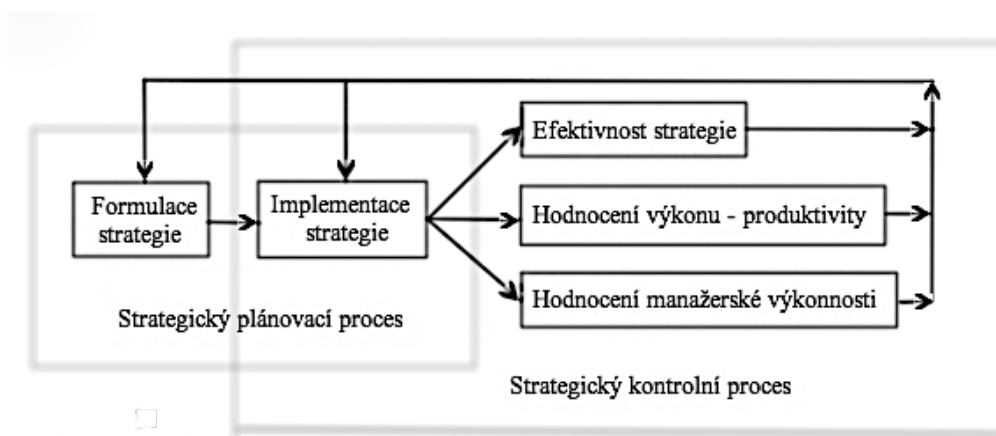 Efektivnost strategie
Formulace
strategie
Implementace
strategie
Hodnocení výkonu - produktivity
Hodnocení manažerské výkonnosti
Strategický plánovací proces
Strategický kontrolní proces